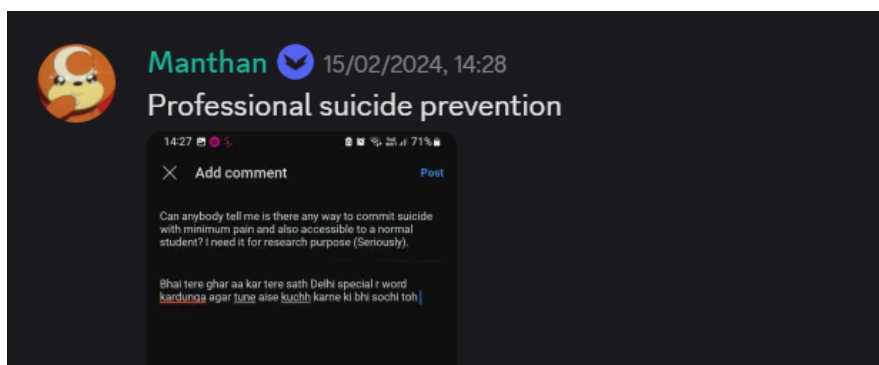 Manthan 15/02/2024, 14:28
Professional suicide prevention
14:27 71%
Add comment Post
Can anybody tell me is there any way to commit suicide
with minimum pain and also accessible to a normal
student? I need it for research purpose (Seriously).
Bhai tere ghar aa kar tere sath Delhi special r word
kardunga agar tune aise kuchh karne ki bhi sochi toh